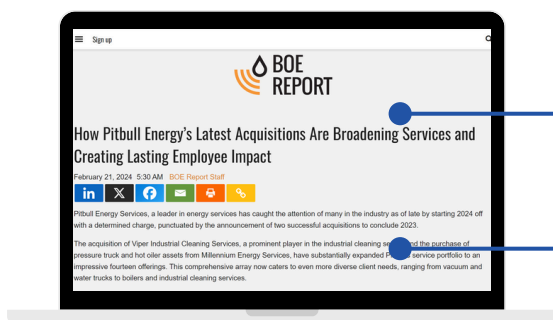 Sign up
BOE
REPORT
How Pitbull Energy's Latest Acquisitions Are Broadening Services and
Creating Lasting Employee Impact
February 21, 2024 5:30 AM BOE Report Staff
in X f
Pitbull Energy Services, a leader in energy services has caught the attention of many in the industry as of late by starting 2024 off
with a determined charge, punctuated by the announcement of two successful acquisitions to conclude 2023.
The acquisition of Viper Industrial Cleaning Services, a prominent player in the industrial cleaning and the purchase of
pressure truck and hot oiler assets from Millennium Energy Services, have substantially expanded service portfolio to an
impressive fourteen offerings. This comprehensive array now caters to even more diverse client needs, ranging from vacuum and
water trucks to boilers and industrial cleaning services.